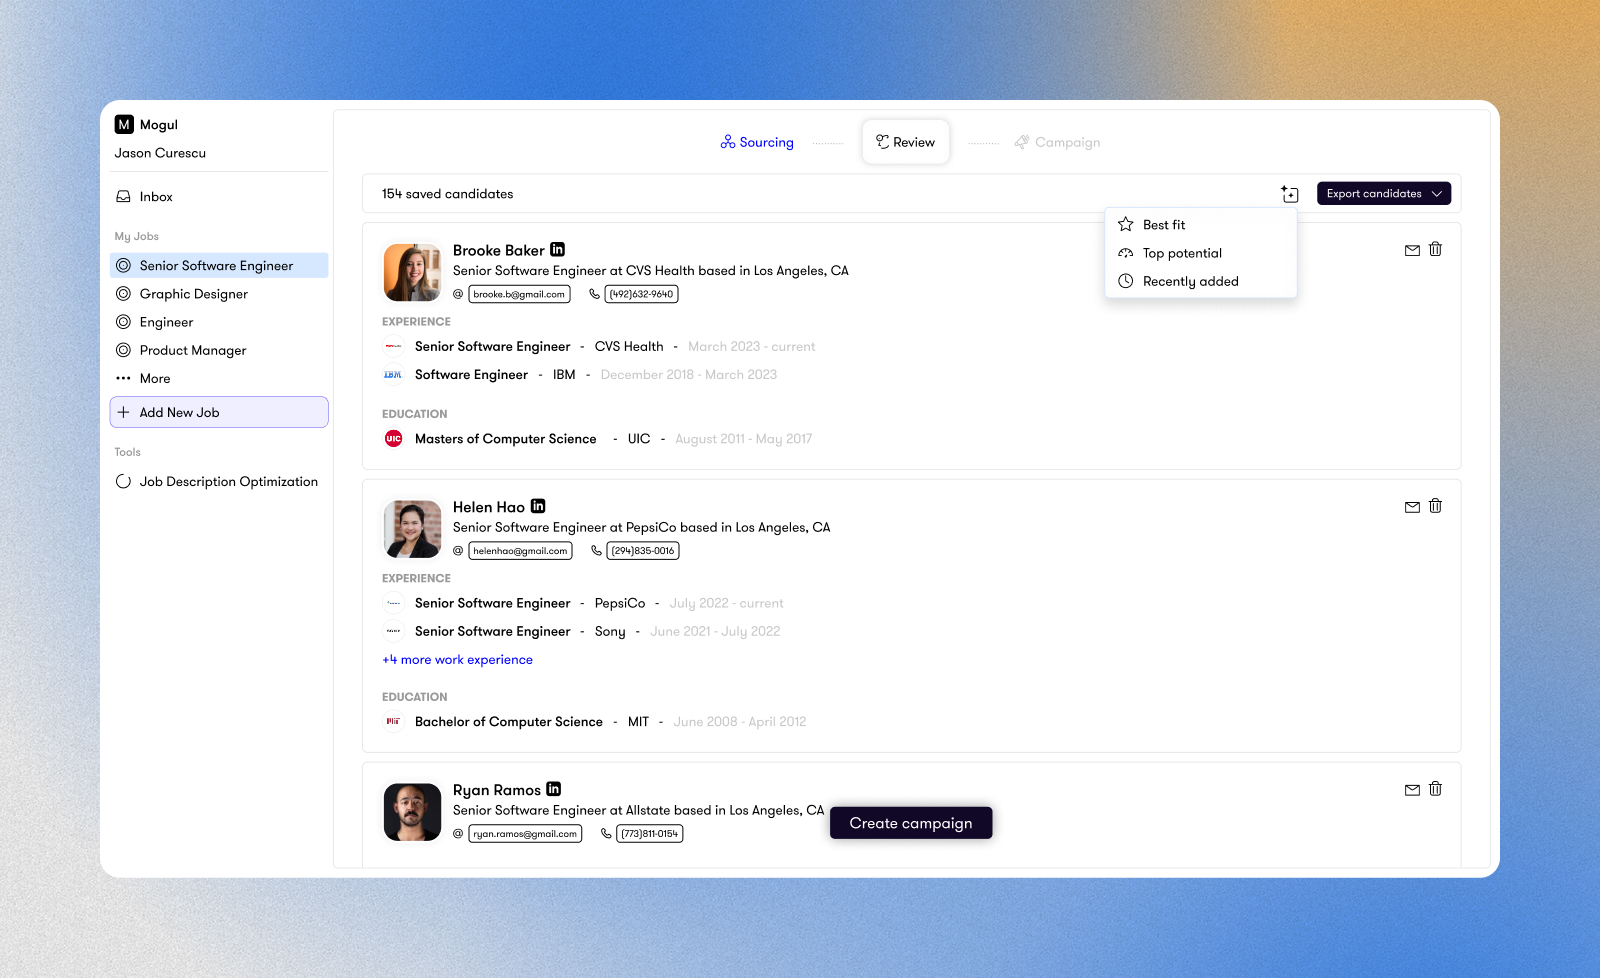 M Mogul
Jason Curescu
Inbox
My Jobs
Senior Software Engineer
Graphic Designer
Engineer
Product Manager
More
Add New Job
Tools
Job Description Optimization
Sourcing
Review
Campaign
154 saved candidates
Export candidates
Best fit
Top potential
Recently added
Brooke Baker in
Senior Software Engineer at CVS Health based in Los Angeles, CA
@ brooke.b@gmail.com (492)632-9640
EXPERIENCE
Senior Software Engineer - CVS Health - March 2023 - current
IBM Software Engineer - IBM - December 2018 - March 2023
EDUCATION
UIC Masters of Computer Science - UIC - August 2011 - May 2017
Helen Hao in
Senior Software Engineer at PepsiCo based in Los Angeles, CA
@ helenhao@gmail.com (294)835-0016
EXPERIENCE
Senior Software Engineer - PepsiCo - July 2022 - current
Senior Software Engineer - Sony - June 2021 - July 2022
+4 more work experience
EDUCATION
Bachelor of Computer Science - MIT - June 2008 - April 2012
Ryan Ramos in
Senior Software Engineer at Allstate based in Los Angeles, CA
@ ryan.ramos@gmail.com (773)811-0154
Create campaign